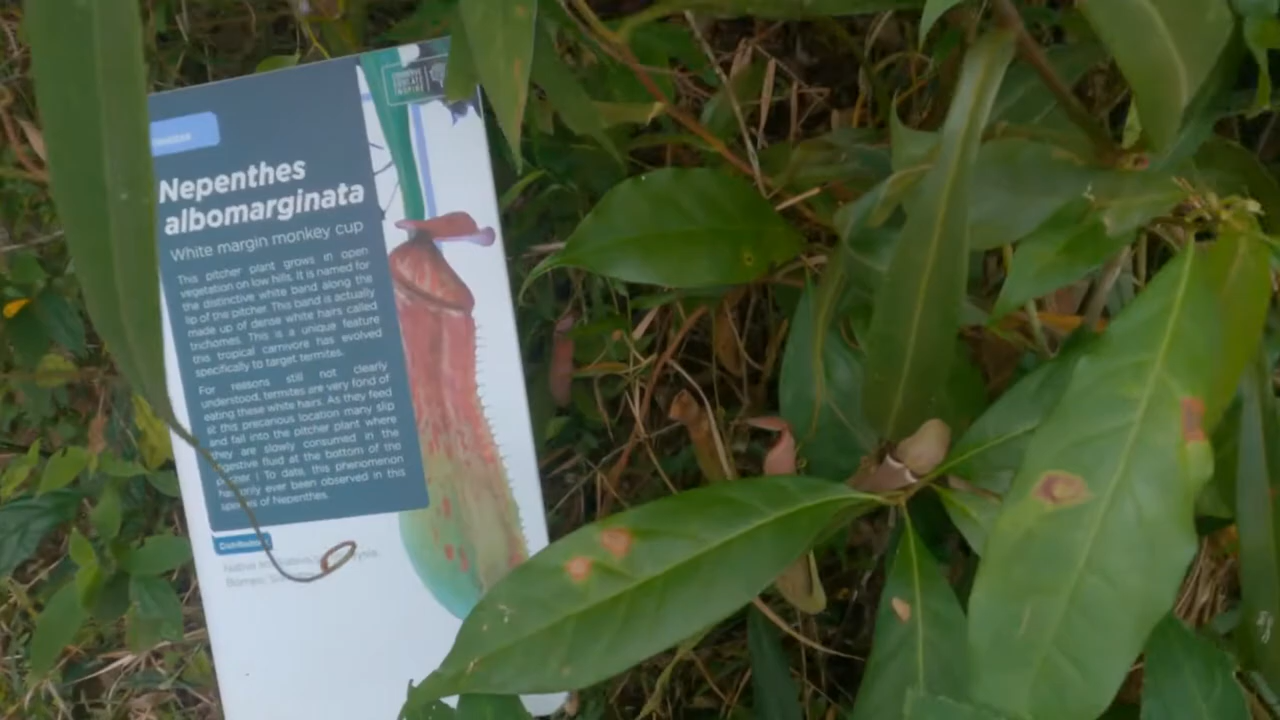 Nepenthes
albomarginata
White margin monkey cup
This pitcher plant grows in open
vegetation on low hills. It is named for
the distinctive white band along the
lip of the pitcher. This band is actually
made up of dense white hairs called
trichomes. This is a unique feature
this tropical carnivore has evolved
specifically to target termites.
For reasons still not clearly
understood, termites are very fond of
eating these white hairs. As they feed
at this precarious location many slip
and fall into the pitcher plant where
they are slowly consumed in the
digestive fluid at the bottom of the
pitcher ! To date, this phenomenon
has only ever been observed in this
species of Nepenthes.
Native
Borneo,